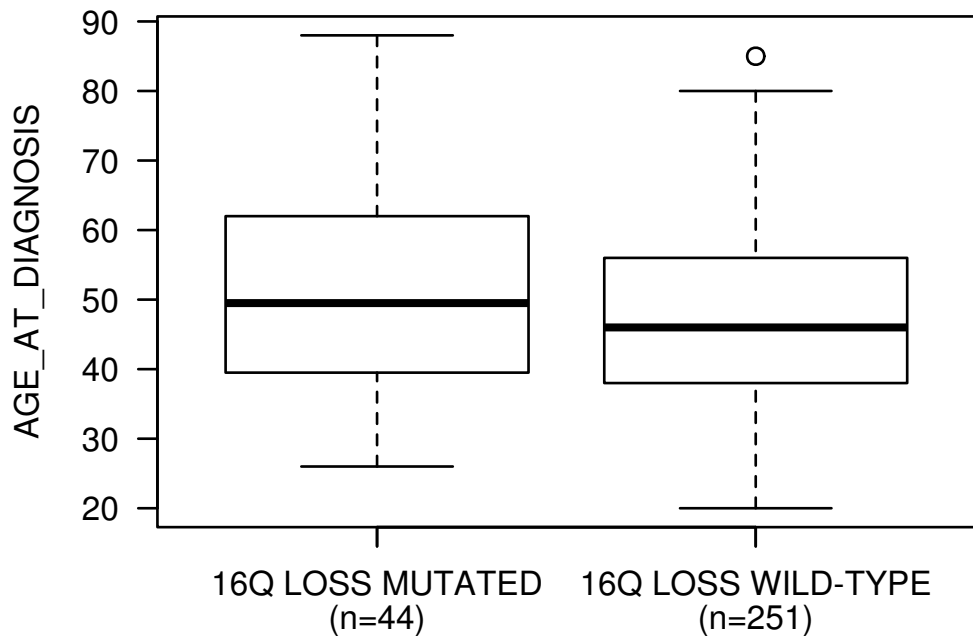 AGE_AT_DIAGNOSIS
90
80
70
60
50
40
30
20
16Q LOSS MUTATED
(n=44)
16Q LOSS WILD-TYPE
(n=251)